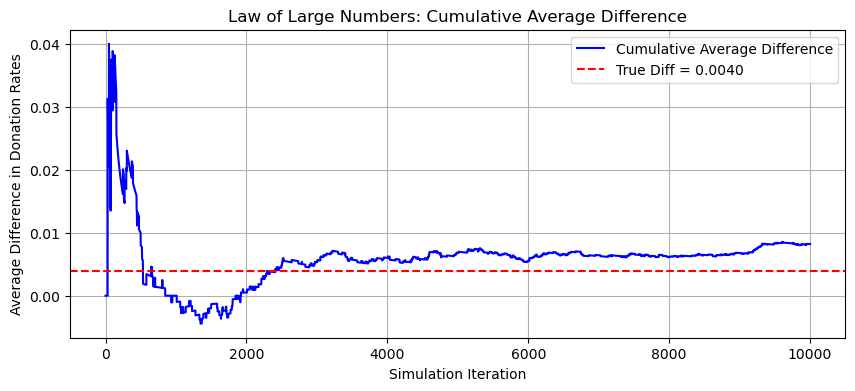 Law of Large Numbers: Cumulative Average Difference
Cumulative Average Difference
True Diff = 0.0040
Average Difference in Donation Rates
0.04
0.03
0.02
0.01
0.00
0
2000
4000
6000
8000
10000
Simulation Iteration